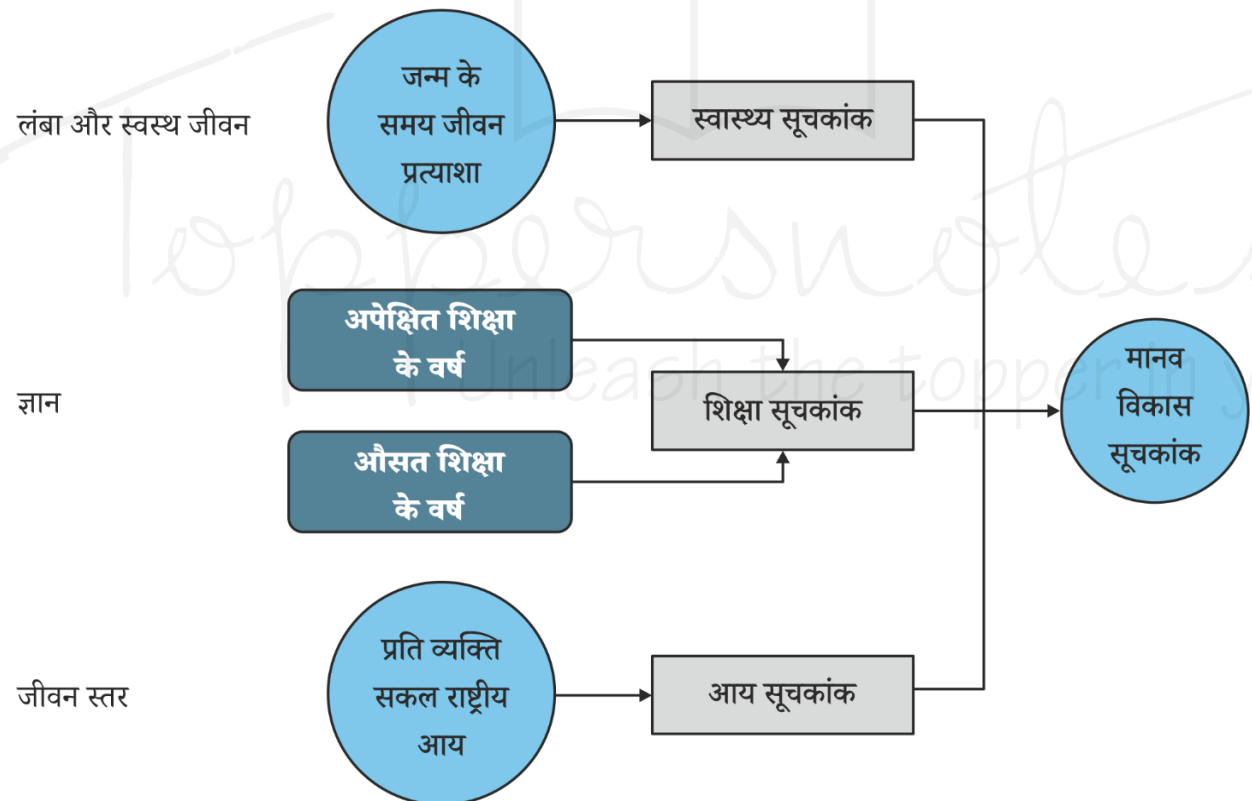 लंबा और स्वस्थ जीवन
जन्म के
समय जीवन
प्रत्याशा
स्वास्थ्य सूचकांक
ज्ञान
अपेक्षित शिक्षा
के वर्ष
औसत शिक्षा
के वर्ष
शिक्षा सूचकांक
मानव
विकास
सूचकांक
जीवन स्तर
प्रति व्यक्ति
सकल राष्ट्रीय
आय
आय सूचकांक
Toppersnotes
Unleash the topper in y